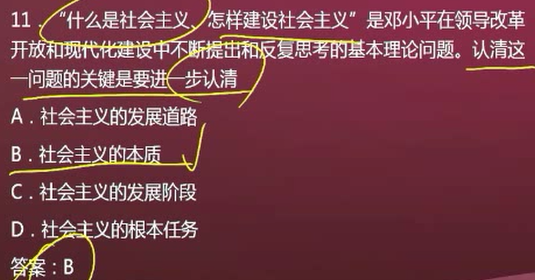 11．“什么是社会主义、怎样建设社会主义”是邓小平在领导改革
开放和现代化建设中不断提出和反复思考的基本理论问题。认清这
一问题的关键是要进一步认清
A．社会主义的发展道路
B．社会主义的本质
C．社会主义的发展阶段
D．社会主义的根本任务
答案：B